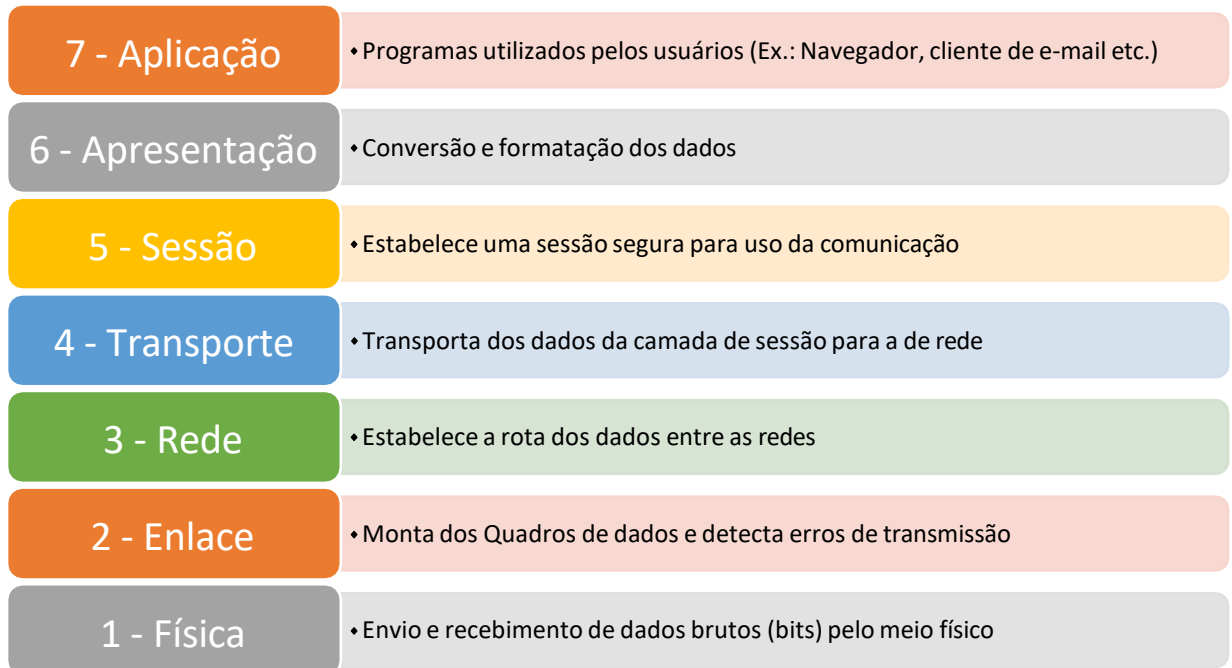 7 - Aplicação
• Programas utilizados pelos usuários (Ex.: Navegador, cliente de e-mail etc.)
6 - Apresentação
• Conversão e formatação dos dados
5 - Sessão
• Estabelece uma sessão segura para uso da comunicação
4 - Transporte
• Transporta dos dados da camada de sessão para a de rede
3 - Rede
• Estabelece a rota dos dados entre as redes
2 - Enlace
• Monta dos Quadros de dados e detecta erros de transmissão
1 - Física
• Envio e recebimento de dados brutos (bits) pelo meio físico